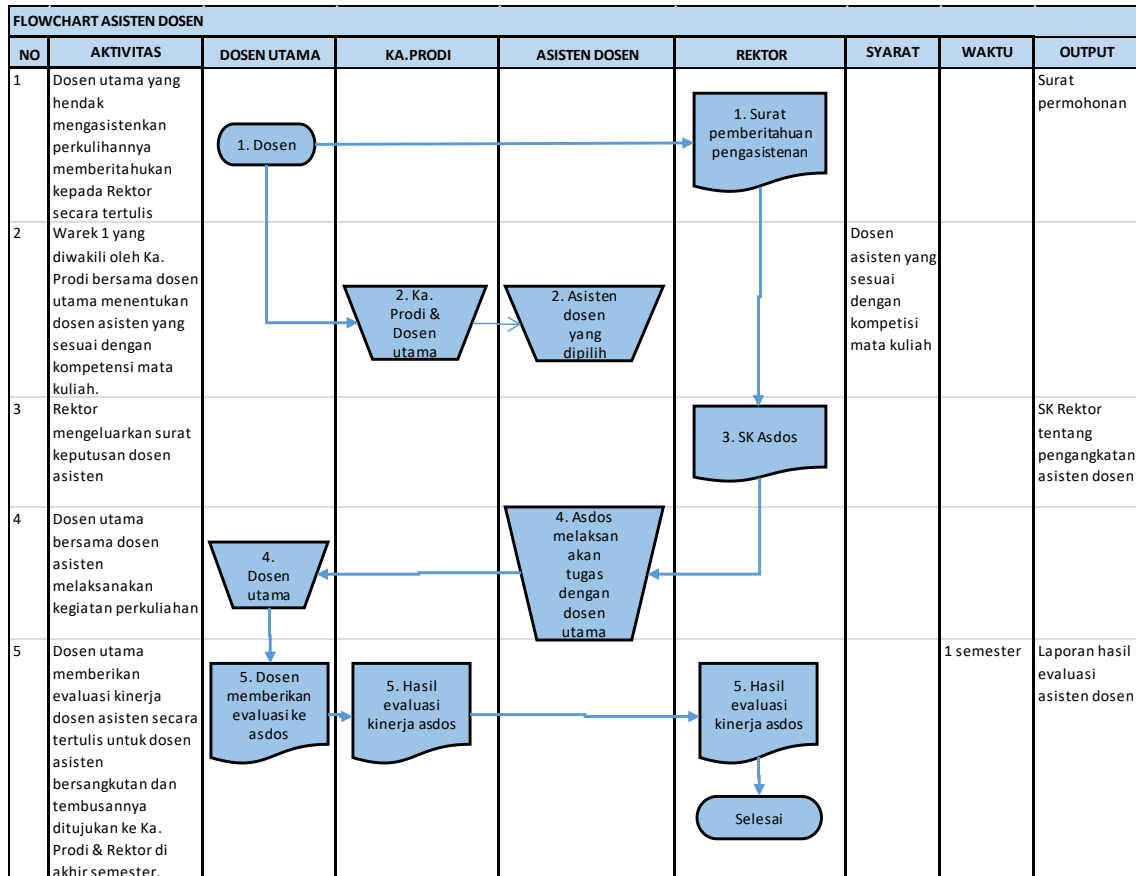 FLOWCHART ASISTEN DOSEN
NO
AKTIVITAS
DOSEN UTAMA
KA.PRODI
ASISTEN DOSEN
REKTOR
SYARAT
WAKTU
OUTPUT
1
Dosen utama yang
hendak
mengasistenkan
perkulihannya
memberitahukan
kepada Rektor
secara tertulis
1. Dosen
1. Surat
pemberitahuan
pengasistenan
Surat
permohonan
2
Warek 1 yang
diwakili oleh Ka.
Prodi bersama dosen
utama menentukan
dosen asisten yang
sesuai dengan
kompetensi mata
kuliah.
2. Ka.
Prodi &
Dosen
utama
2. Asisten
dosen
yang
dipilih
Dosen
asisten yang
sesuai
dengan
kompetisi
mata kuliah
3
Rektor
mengeluarkan surat
keputusan dosen
asisten
3. SK Asdos
SK Rektor
tentang
pengangkatan
asisten dosen
4
Dosen utama
bersama dosen
asisten
melaksanakan
kegiatan perkuliahan
4.
Dosen
utama
4. Asdos
melaksan
akan
tugas
dengan
dosen
utama
5
Dosen utama
memberikan
evaluasi kinerja
dosen asisten secara
tertulis untuk dosen
asisten
bersangkutan dan
tembusannya
ditujukan ke Ka.
Prodi & Rektor di
akhir semester.
5. Dosen
memberikan
evaluasi ke
asdos
5. Hasil
evaluasi
kinerja asdos
5. Hasil
evaluasi
kinerja asdos
Selesai
1 semester
Laporan hasil
evaluasi
asisten dosen